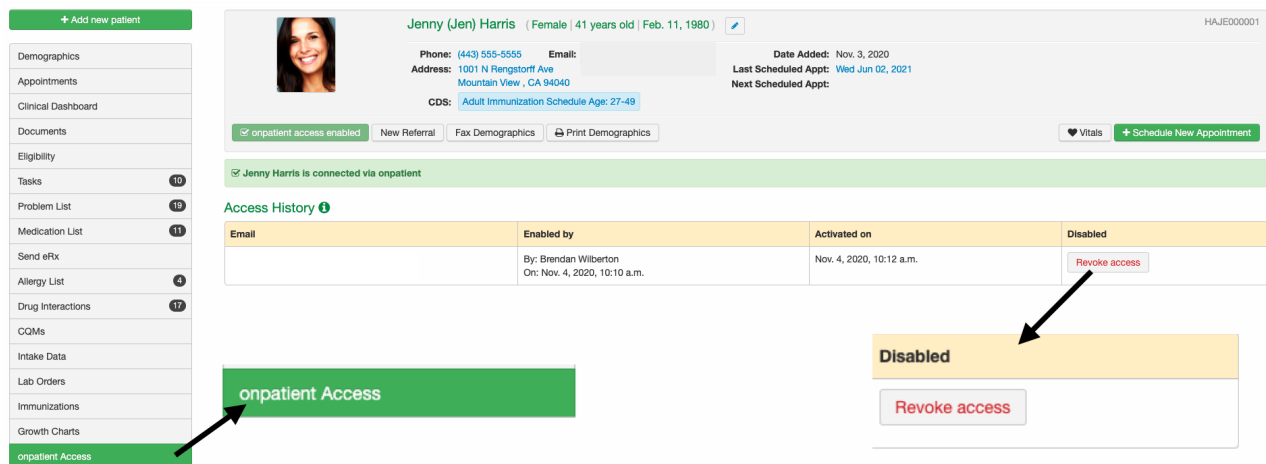 + Add new patient
Demographics
Appointments
Clinical Dashboard
Documents
Eligibility
Tasks 10
Problem List 19
Medication List 11
Send eRx
Allergy List 4
Drug Interactions 17
CQMs
Intake Data
Lab Orders
Immunizations
Growth Charts
onpatient Access
Jenny (Jen) Harris ( Female | 41 years old | Feb. 11, 1980 )
HAJE000001
Phone: (443) 555-5555 Email:
Address: 1001 N Rengstorff Ave
Mountain View , CA 94040
CDS: Adult Immunization Schedule Age: 27-49
Date Added: Nov. 3, 2020
Last Scheduled Appt: Wed Jun 02, 2021
Next Scheduled Appt:
onpatient access enabled New Referral Fax Demographics Print Demographics Vitals + Schedule New Appointment
Jenny Harris is connected via onpatient
Access History
Email Enabled by Activated on Disabled
By: Brendan Wilberton Nov. 4, 2020, 10:12 a.m. Revoke access
On: Nov. 4, 2020, 10:10 a.m.
onpatient Access
Disabled
Revoke access